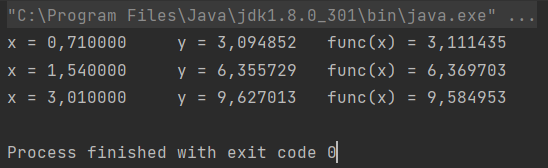 "C:\Program Files\Java\jdk1.8.0_301\bin\java.exe" ...
x = 0,710000     y = 3,094852   func(x) = 3,111435
x = 1,540000     y = 6,355729   func(x) = 6,369703
x = 3,010000     y = 9,627013   func(x) = 9,584953
Process finished with exit code 0